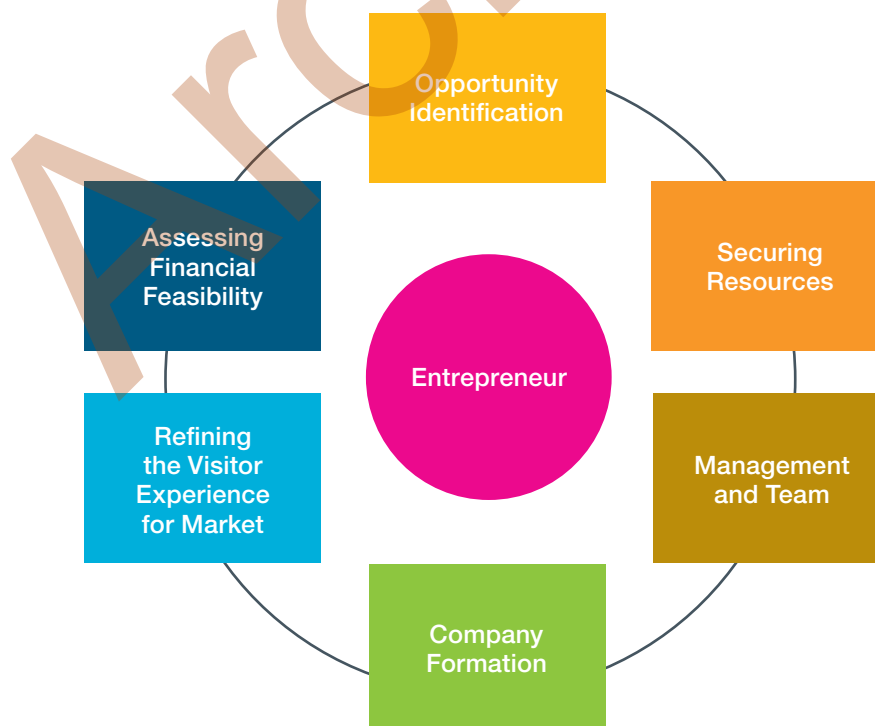 Opportunity
Identification
Securing
Resources
Management
and Team
Company
Formation
Refining
the Visitor
Experience
for Market
Assessing
Financial
Feasibility
Entrepreneur